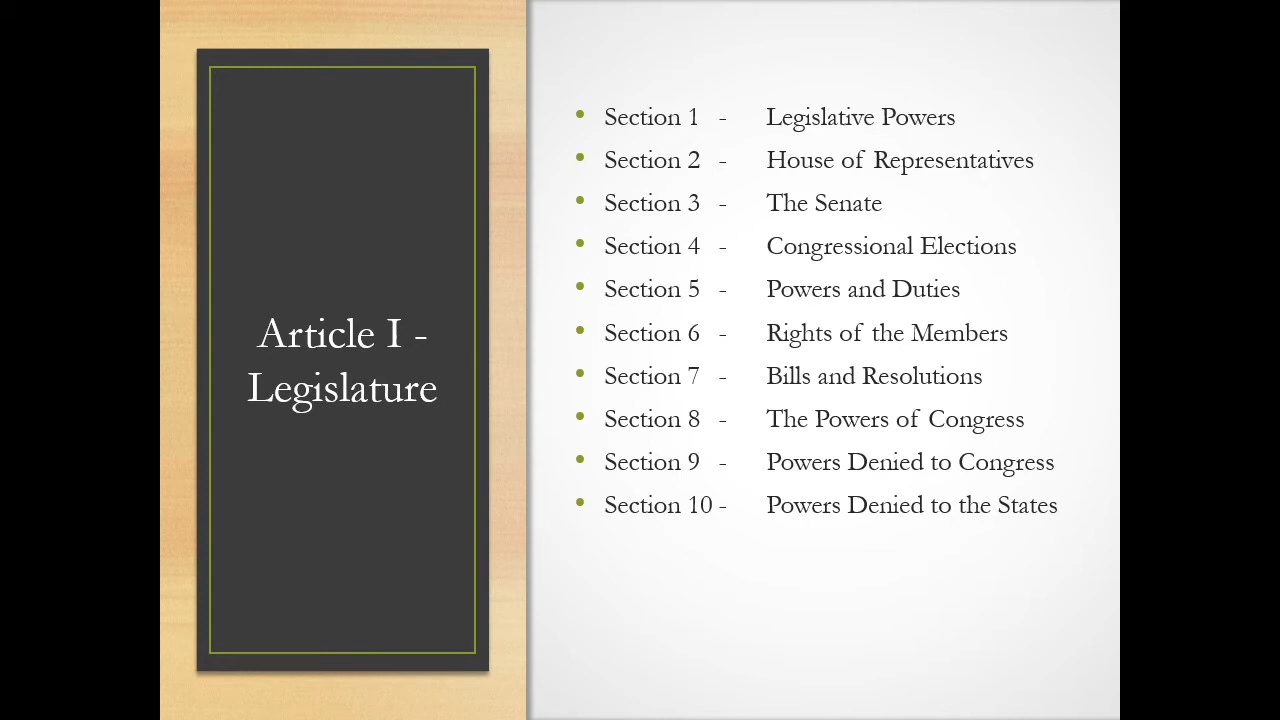 Article I -
Legislature
• Section 1 - Legislative Powers
• Section 2 - House of Representatives
• Section 3 - The Senate
• Section 4 - Congressional Elections
• Section 5 - Powers and Duties
• Section 6 - Rights of the Members
• Section 7 - Bills and Resolutions
• Section 8 - The Powers of Congress
• Section 9 - Powers Denied to Congress
• Section 10 - Powers Denied to the States